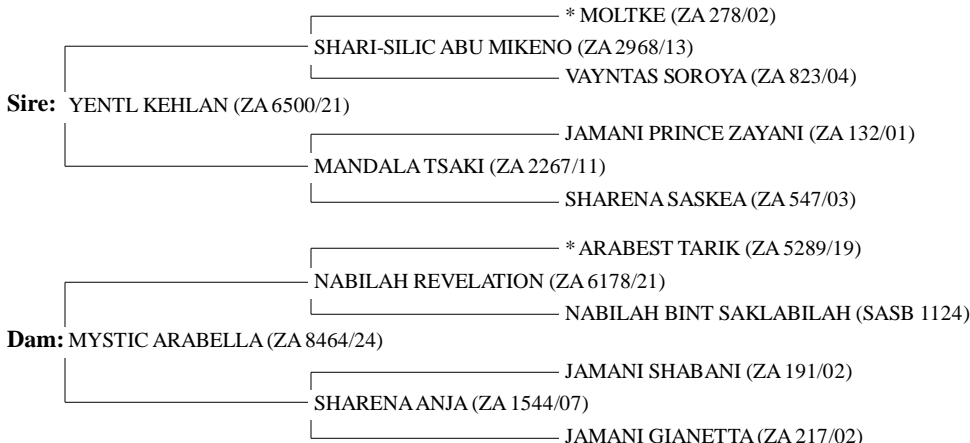 * MOLTKE (ZA 278/02)
SHARI-SILIC ABU MIKENO (ZA 2968/13)
VAYNTAS SOROYA (ZA 823/04)
Sire: YENTL KEHLAN (ZA 6500/21)
JAMANI PRINCE ZAYANI (ZA 132/01)
MANDALA TSAKI (ZA 2267/11)
SHARENA SASKEA (ZA 547/03)
* ARABEST TARIK (ZA 5289/19)
NABILAH REVELATION (ZA 6178/21)
NABILAH BINT SAKLABILAH (SASB 1124)
Dam: MYSTIC ARABELLA (ZA 8464/24)
JAMANI SHABANI (ZA 191/02)
SHARENA ANJA (ZA 1544/07)
JAMANI GIANETTA (ZA 217/02)